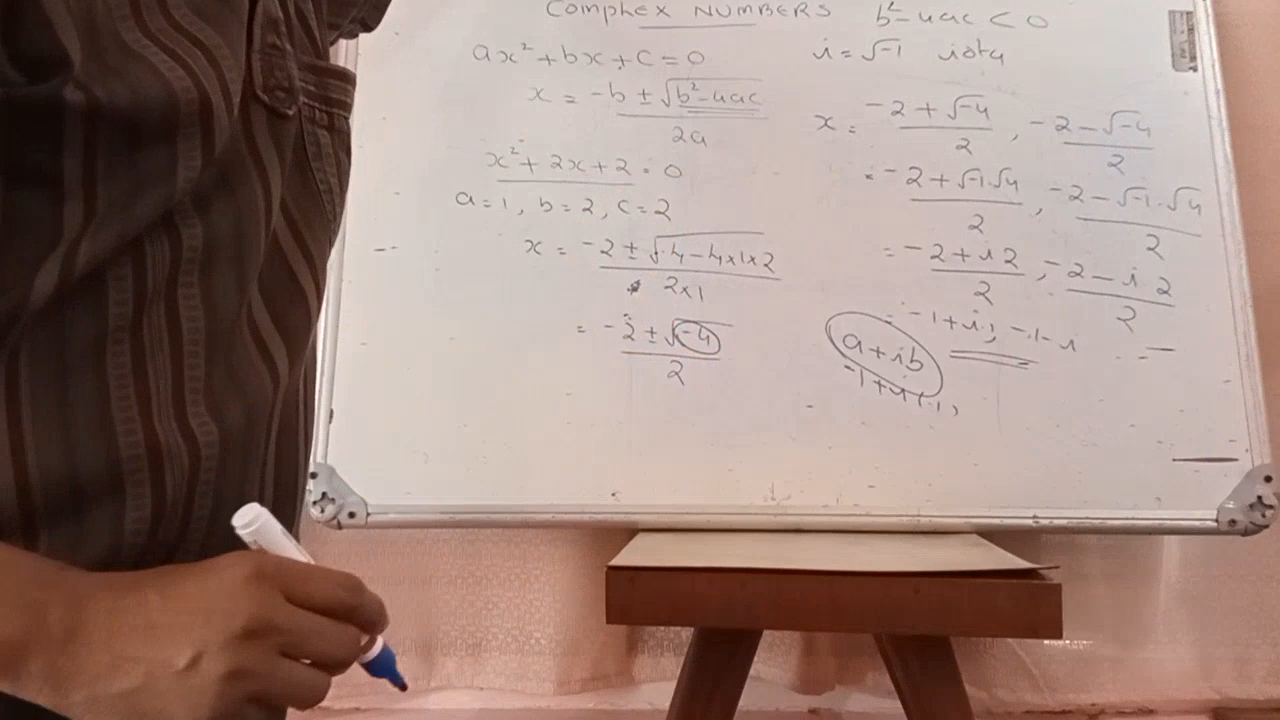 COMPLEX NUMBERS b²-4ac < 0
ax²+bx+c=0
x = -b ± √b²-4ac / 2a
x²+2x+2=0
a=1, b=2, c=2
x = -2 ± √4-4x1x2 / 2x1
= -2 ± √-4 / 2
i = √-1 iota
x = -2+√-4 / 2 , -2-√-4 / 2
= -2+√-1·√4 / 2 , -2-√-1·√4 / 2
= -2+i2 / 2 , -2-i2 / 2
= -1+i, -1-i
a+ib